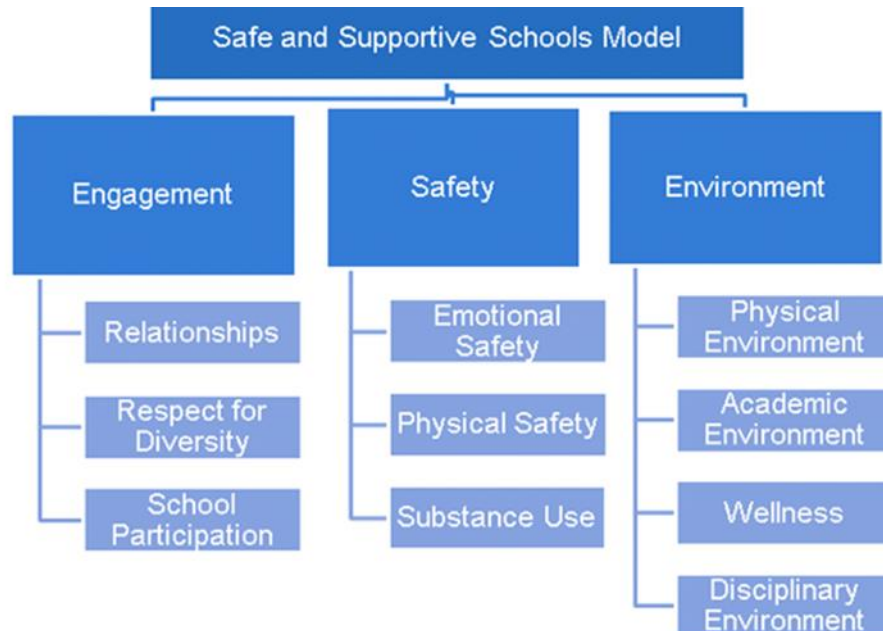 Safe and Supportive Schools Model
Engagement
Relationships
Respect for
Diversity
School
Participation
Safety
Emotional
Safety
Physical Safety
Substance Use
Environment
Physical
Environment
Academic
Environment
Wellness
Disciplinary
Environment